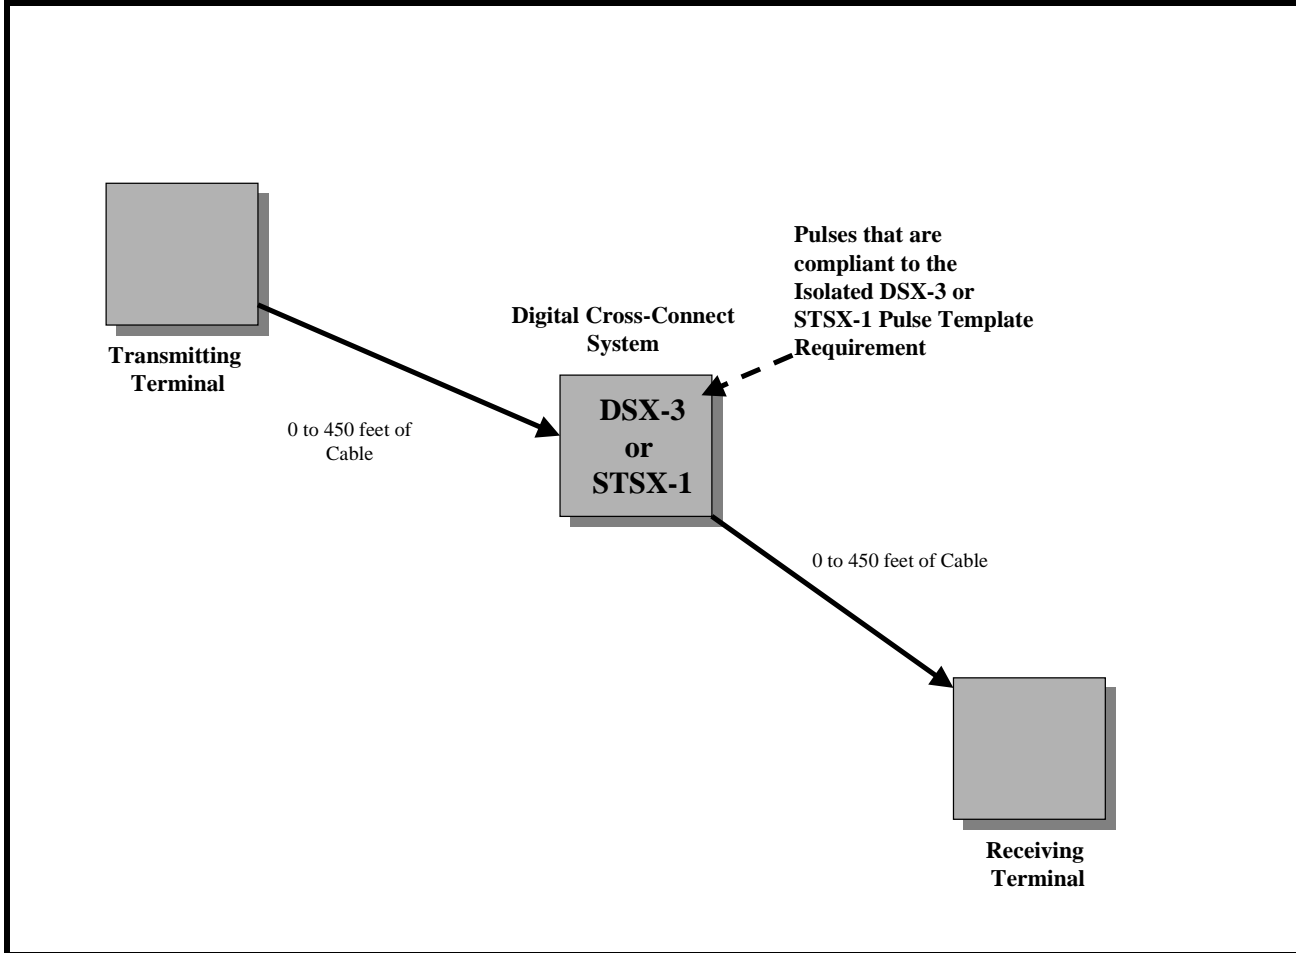 Pulses that are
compliant to the
Isolated DSX-3 or
STSX-1 Pulse Template
Requirement
Digital Cross-Connect
System
Transmitting
Terminal
DSX-3
or
STSX-1
0 to 450 feet of
Cable
0 to 450 feet of Cable
Receiving
Terminal